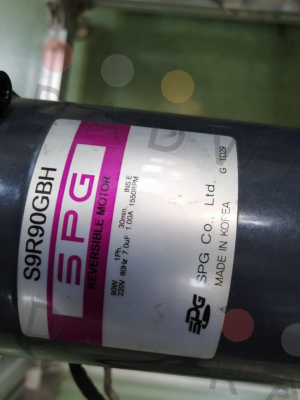 S9R90GBH
SPG
REVERSIBLE MOTOR
90W 1Ph 30min INS.E
220V 60Hz 7.0uF 1.00A 1550RPM
SPG
SPG Co., Ltd.
MADE IN KOREA